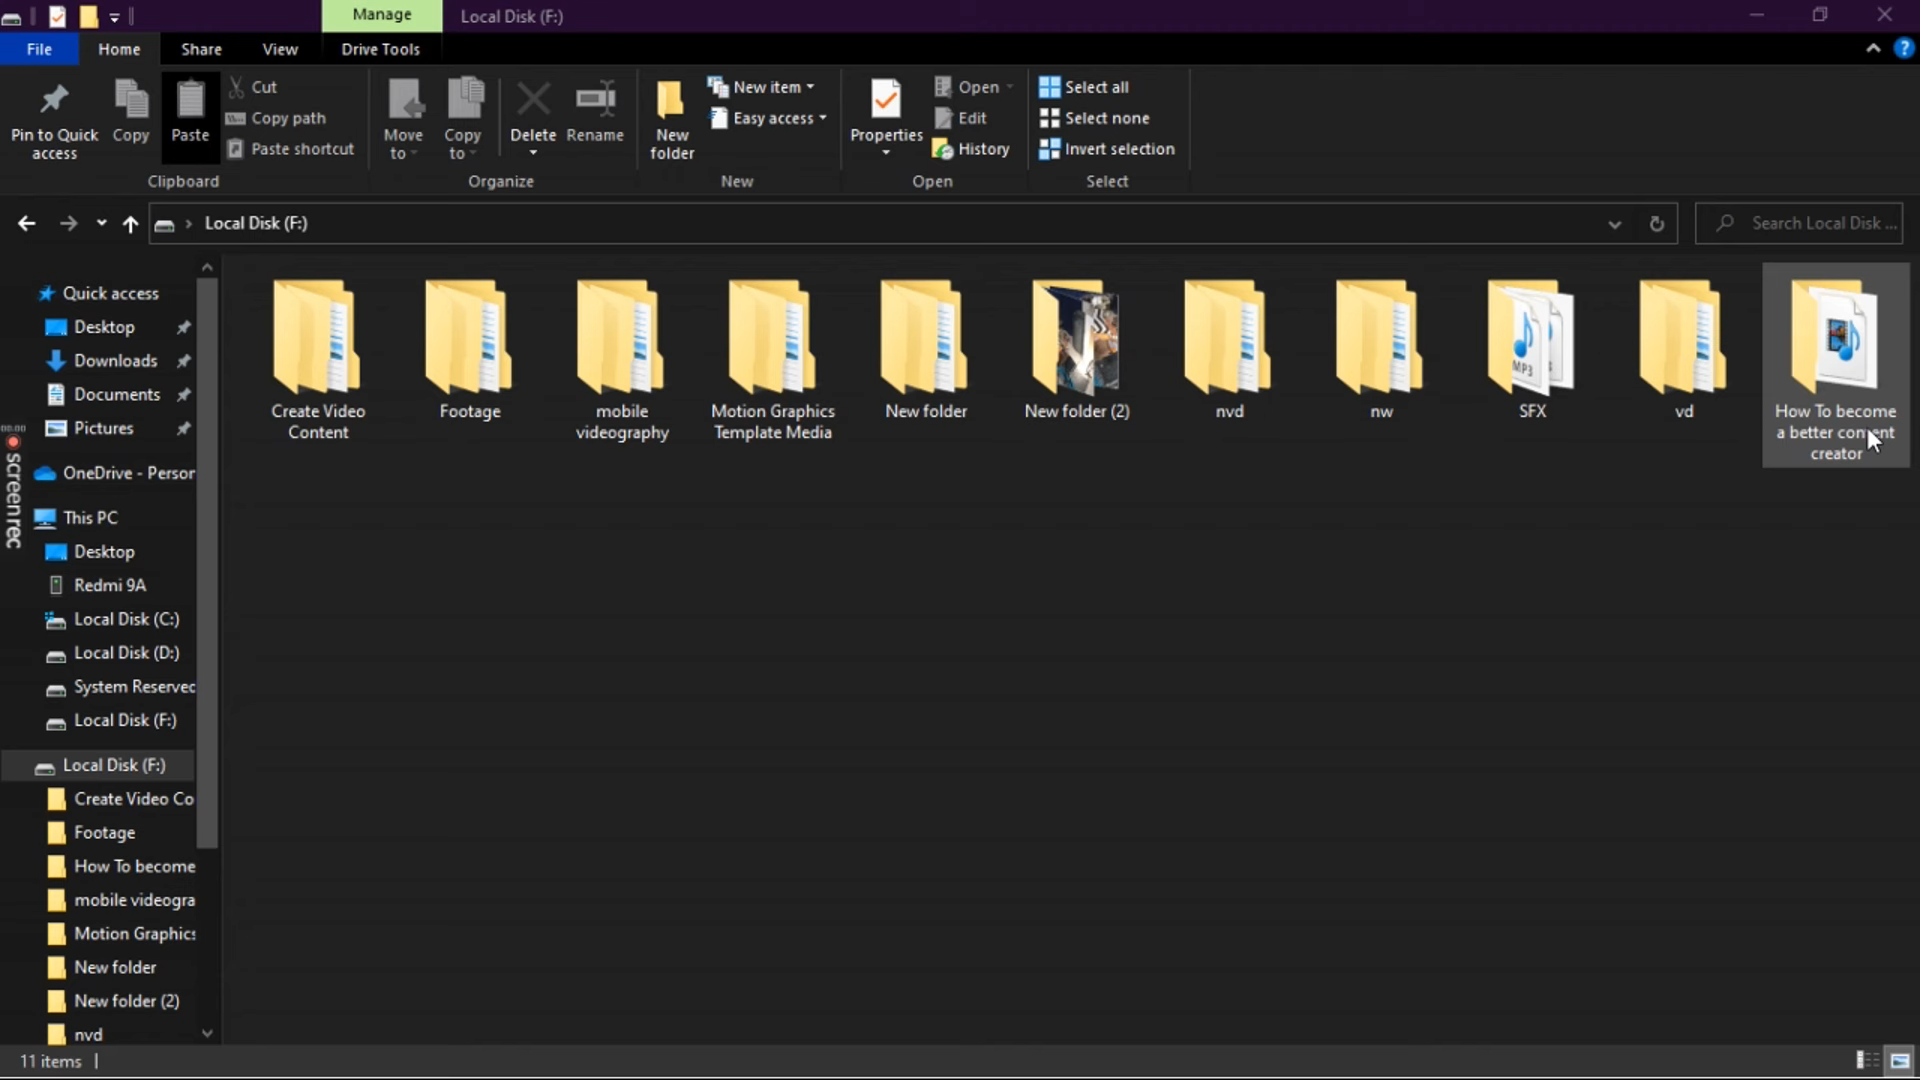 Manage
Local Disk (F:)
File
Home
Share
View
Drive Tools
Pin to Quick access
Copy
Paste
Cut
Copy path
Paste shortcut
Clipboard
Move to
Copy to
Delete
Rename
Organize
New folder
New item
Easy access
New
Properties
Open
Edit
History
Open
Select all
Select none
Invert selection
Select
Local Disk (F:)
Search Local Disk ...
Quick access
Desktop
Downloads
Documents
Pictures
OneDrive - Person
This PC
Desktop
Redmi 9A
Local Disk (C:)
Local Disk (D:)
System Reserved
Local Disk (F:)
Local Disk (F:)
Create Video Co
Footage
How To become
mobile videogra
Motion Graphics
New folder
New folder (2)
nvd
00.00
screenrec
Create Video
Content
Footage
mobile
videography
Motion Graphics
Template Media
New folder
New folder (2)
nvd
nw
MP3
SFX
vd
How To become
a better content
creator
11 items